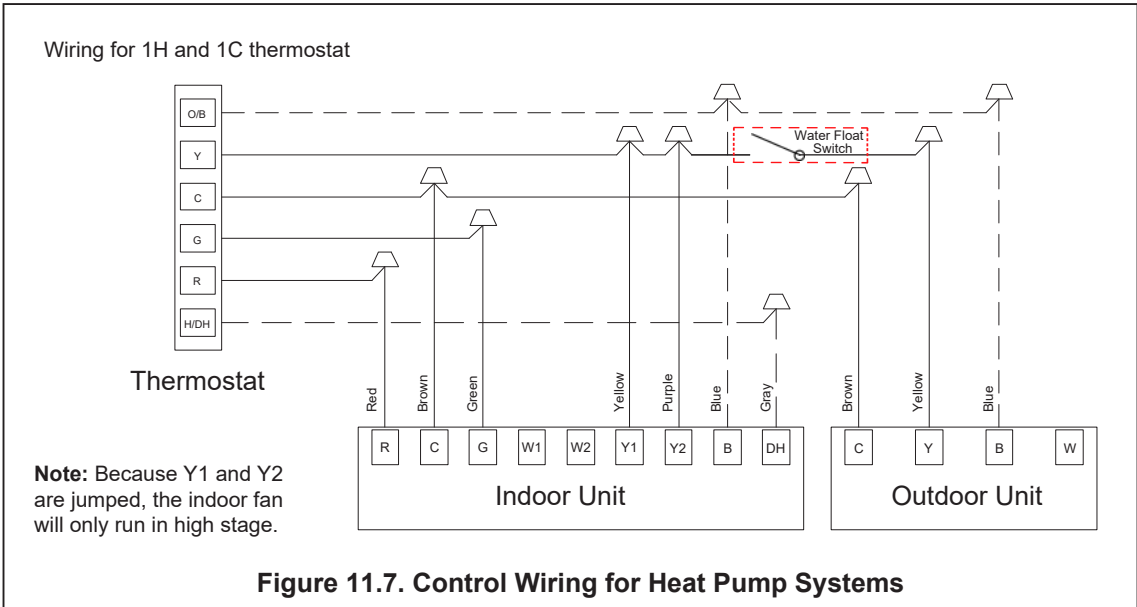 Wiring for 1H and 1C thermostat
O/B
Y
C
G
R
H/DH
Thermostat
Water Float
Switch
Red
Brown
Green
Yellow
Purple
Blue
Gray
Brown
Yellow
Blue
R
C
G
W1
W2
Y1
Y2
B
DH
C
Y
B
W
Indoor Unit
Outdoor Unit
Note: Because Y1 and Y2
are jumped, the indoor fan
will only run in high stage.
Figure 11.7. Control Wiring for Heat Pump Systems